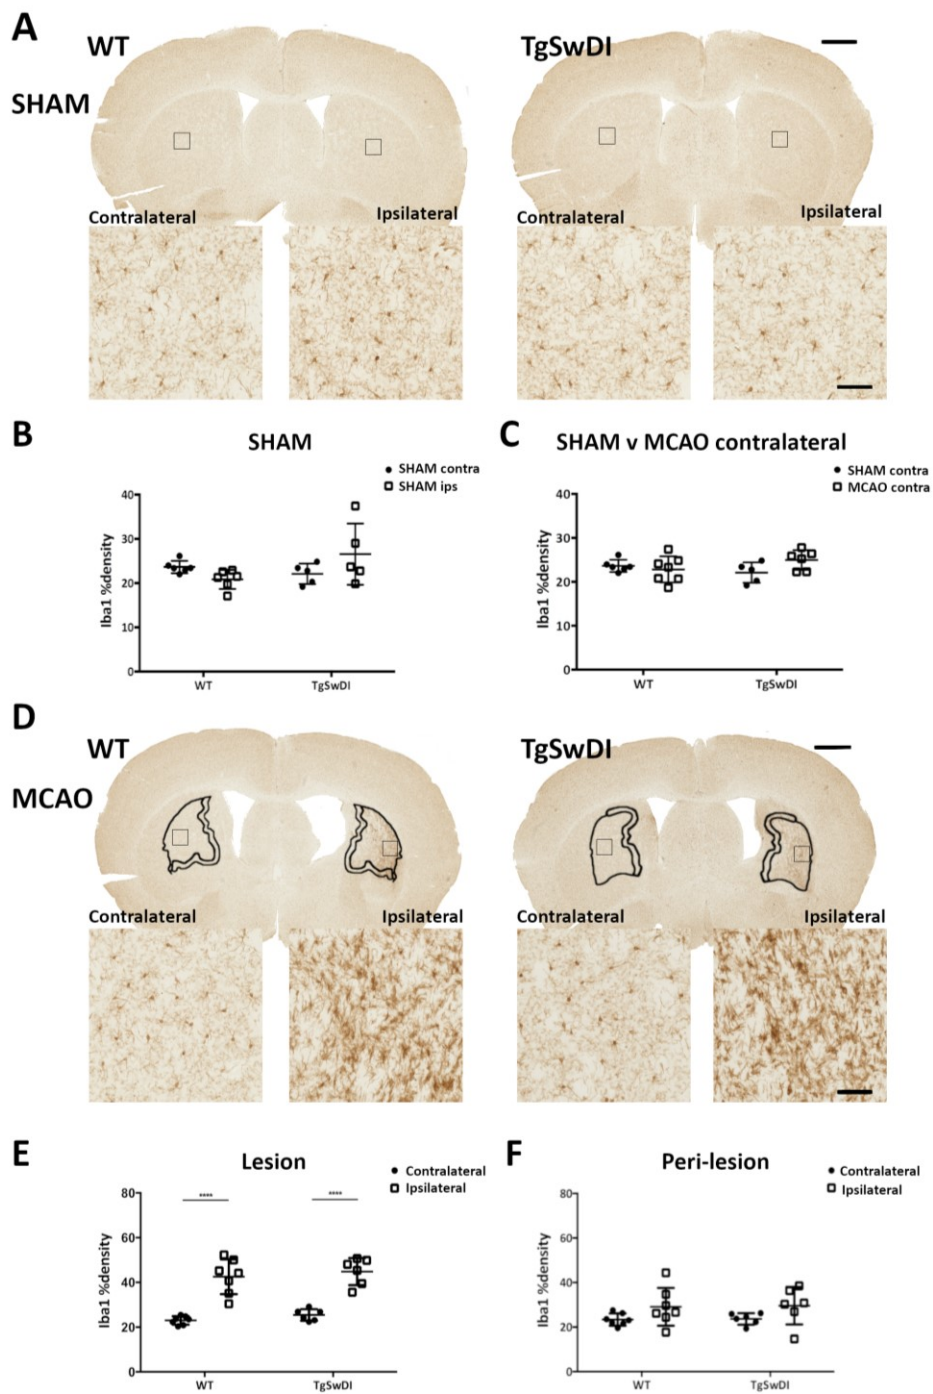 A
WT
TgSwDI
SHAM
Contralateral
Ipsilateral
Contralateral
Ipsilateral
B
SHAM
SHAM contra
SHAM ips
40
30
20
10
0
Iba1 %density
WT
TgSwDI
C
SHAM v MCAO contralateral
SHAM contra
MCAO contra
40
30
20
10
0
Iba1 %density
WT
TgSwDI
D
WT
TgSwDI
MCAO
Contralateral
Ipsilateral
Contralateral
Ipsilateral
E
Lesion
Contralateral
Ipsilateral
80
60
40
20
0
Iba1 %density
****
****
WT
TgSwDI
F
Peri-lesion
Contralateral
Ipsilateral
80
60
40
20
0
Iba1 %density
WT
TgSwDI